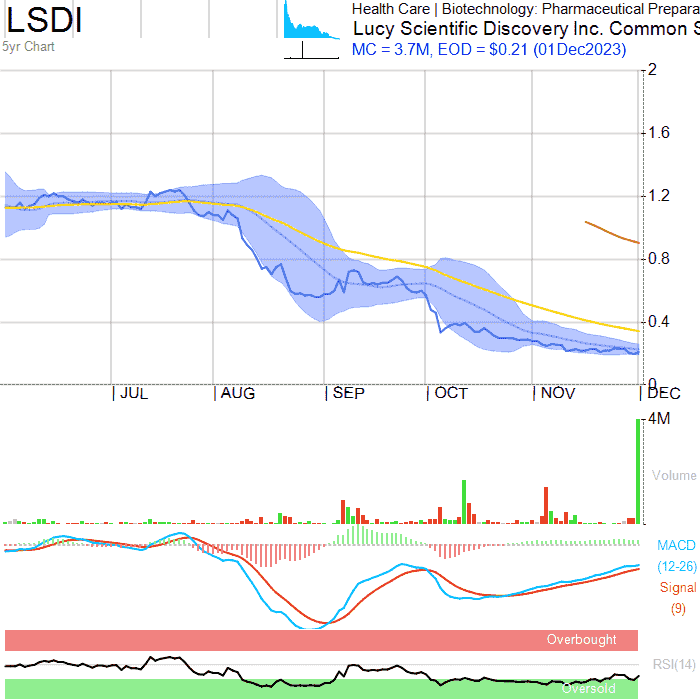 LSDI
5yr Chart
Health Care | Biotechnology: Pharmaceutical Prepara
Lucy Scientific Discovery Inc. Common S
MC = 3.7M, EOD = $0.21 (01Dec2023)
2
1.6
1.2
0.8
0.4
0
JUL
AUG
SEP
OCT
NOV
DEC
4M
Volume
MACD
(12-26)
Signal
(9)
Overbought
RSI(14)
Oversold